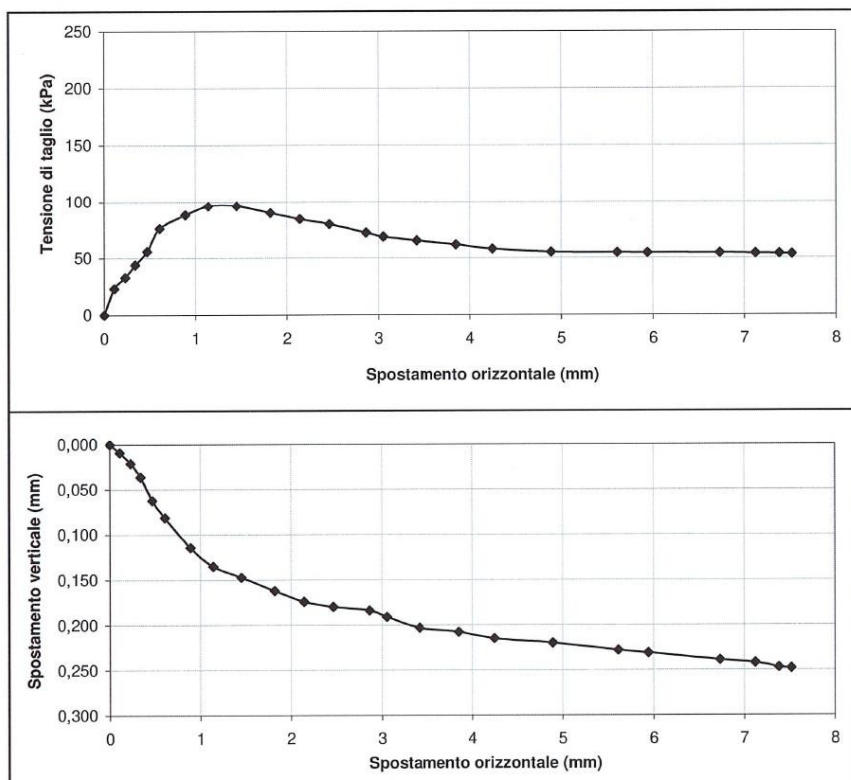 250
200
150
100
50
0
Tensione di taglio (kPa)
0 1 2 3 4 5 6 7 8
Spostamento orizzontale (mm)
0,000
0,050
0,100
0,150
0,200
0,250
0,300
Spostamento verticale (mm)
0 1 2 3 4 5 6 7 8
Spostamento orizzontale (mm)